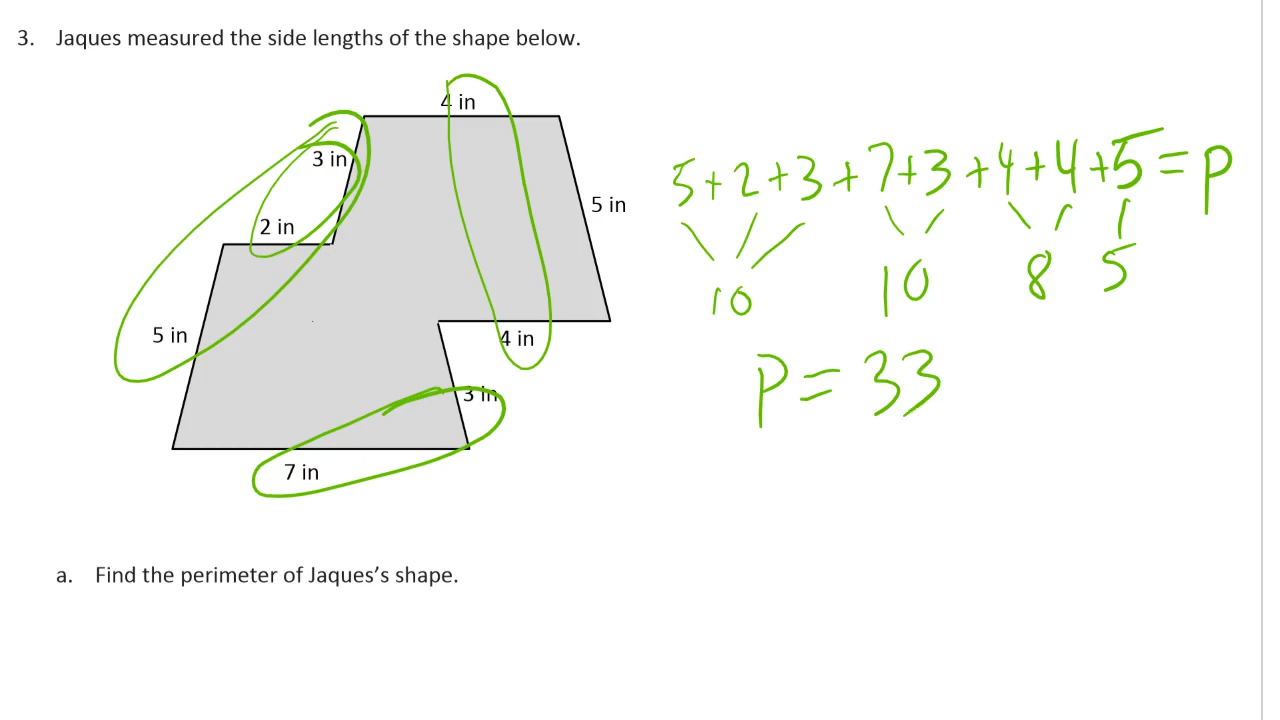 3. Jaques measured the side lengths of the shape below.
4 in
3 in
5 in
2 in
5 in
4 in
3 in
7 in
5+2+3+7+3+4+4+5=P
10 10 8 5
P=33
a. Find the perimeter of Jaques’s shape.